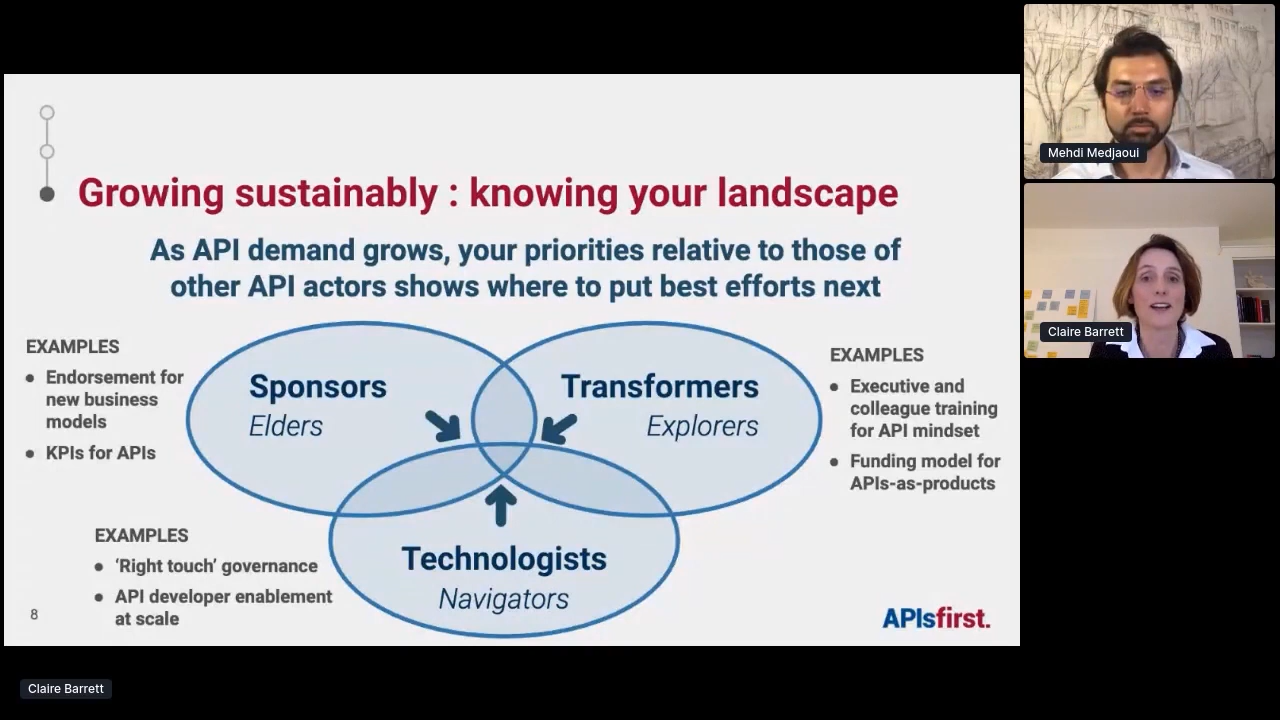 Growing sustainably : knowing your landscape
As API demand grows, your priorities relative to those of
other API actors shows where to put best efforts next
EXAMPLES
● Endorsement for
new business
models
● KPIs for APIs
Sponsors
Elders
Transformers
Explorers
EXAMPLES
● Executive and
colleague training
for API mindset
● Funding model for
APIs-as-products
EXAMPLES
● ‘Right touch’ governance
● API developer enablement
at scale
Technologists
Navigators
8
APIsfirst.
Mehdi Medjaoui
Claire Barrett
Claire Barrett